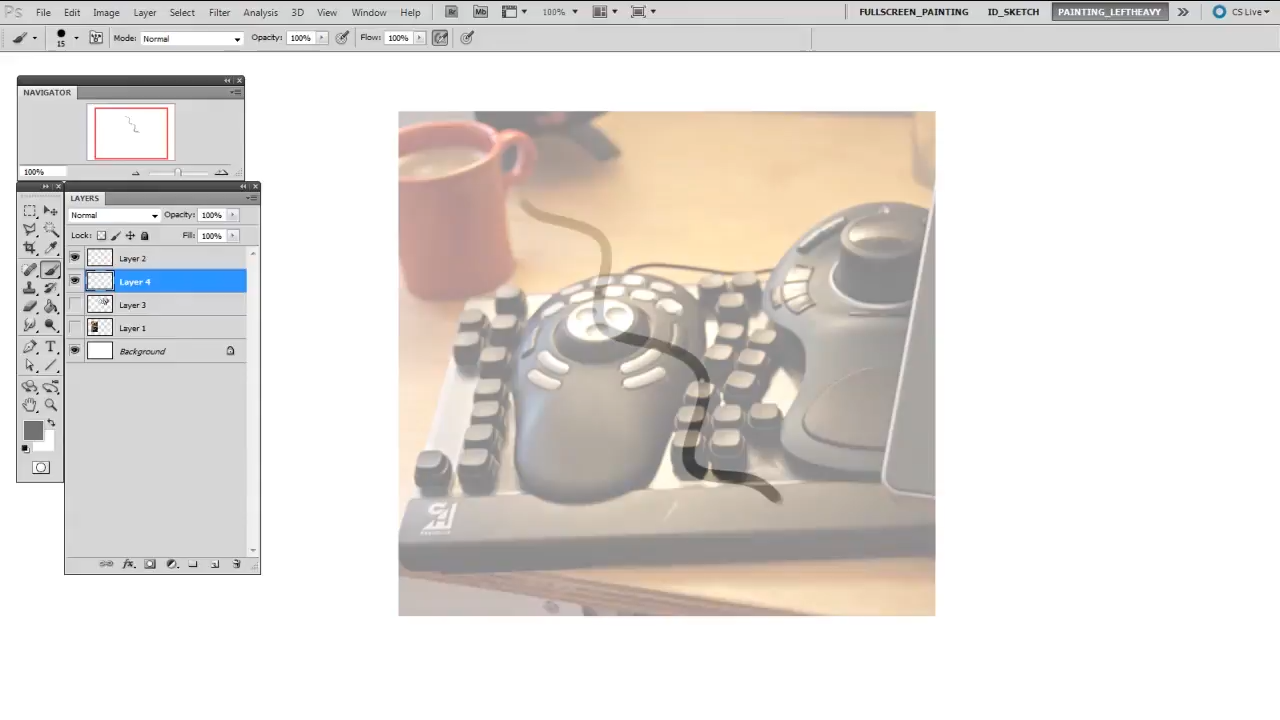 Ps File Edit Image Layer Select Filter Analysis 3D View Window Help Br Mb 100% FULLSCREEN_PAINTING ID_SKETCH PAINTING_LEFTHEAVY CS Live
15 Mode: Normal Opacity: 100% Flow: 100%
NAVIGATOR
100%
LAYERS
Normal Opacity: 100%
Lock: Fill: 100%
Layer 2
Layer 4
Layer 3
Layer 1
Background